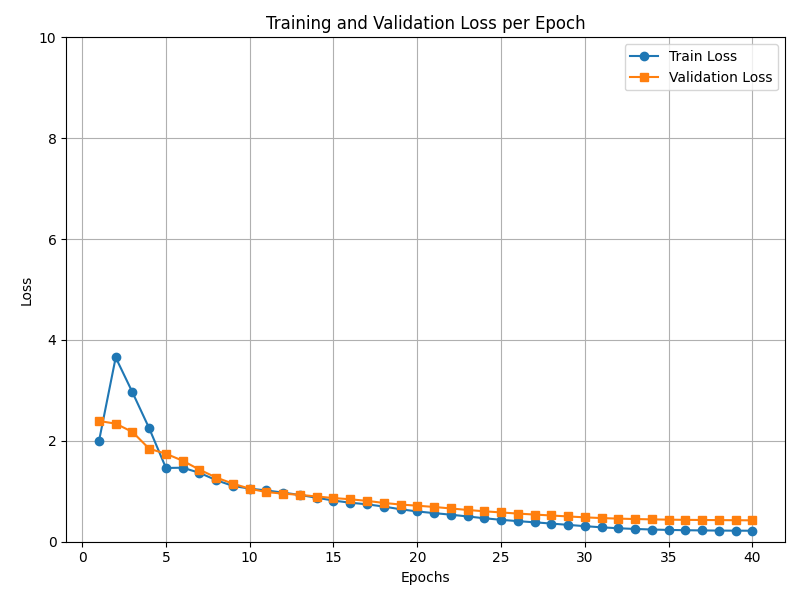 Training and Validation Loss per Epoch
10
8
6
4
2
0
Loss
Train Loss
Validation Loss
0 5 10 15 20 25 30 35 40
Epochs